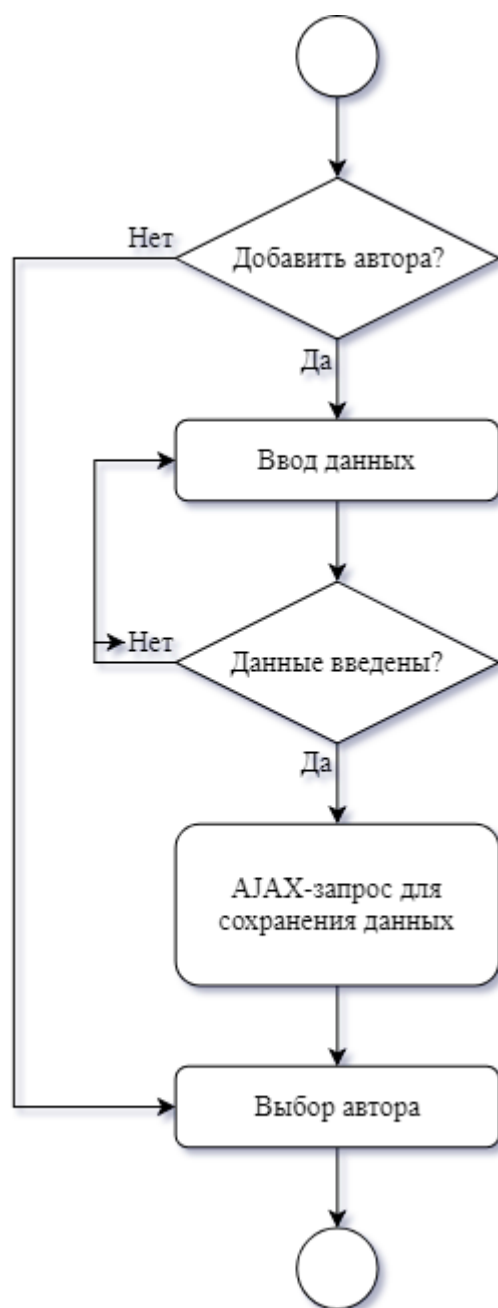 Нет
Добавить автора?
Да
Ввод данных
Нет
Данные введены?
Да
AJAX-запрос для
сохранения данных
Выбор автора